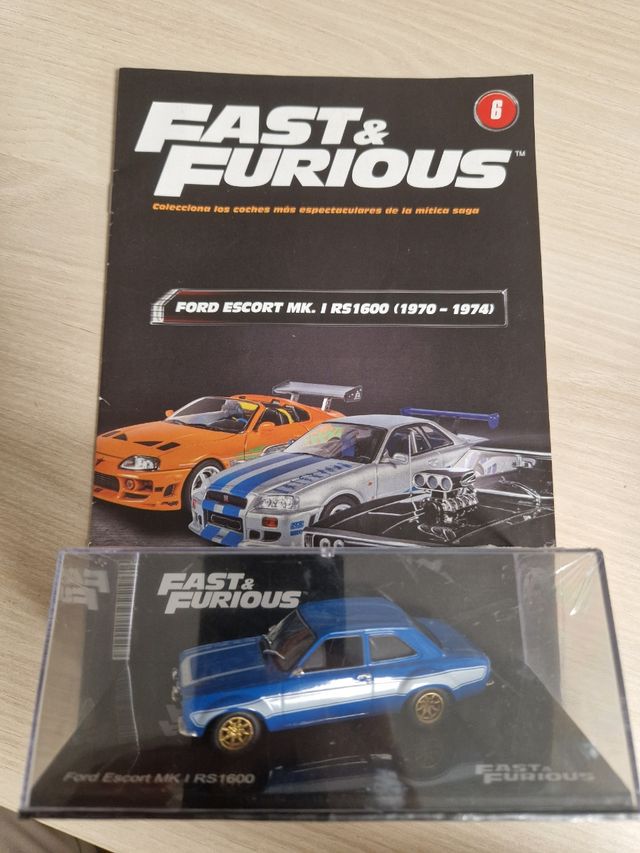 6
FAST &
FURIOUS™
Colecciona los coches más espectaculares de la mítica saga
FORD ESCORT MK. I RS1600 (1970 - 1974)
FAST &
FURIOUS
Ford Escort MK I RS1600
FAST &
FURIOUS